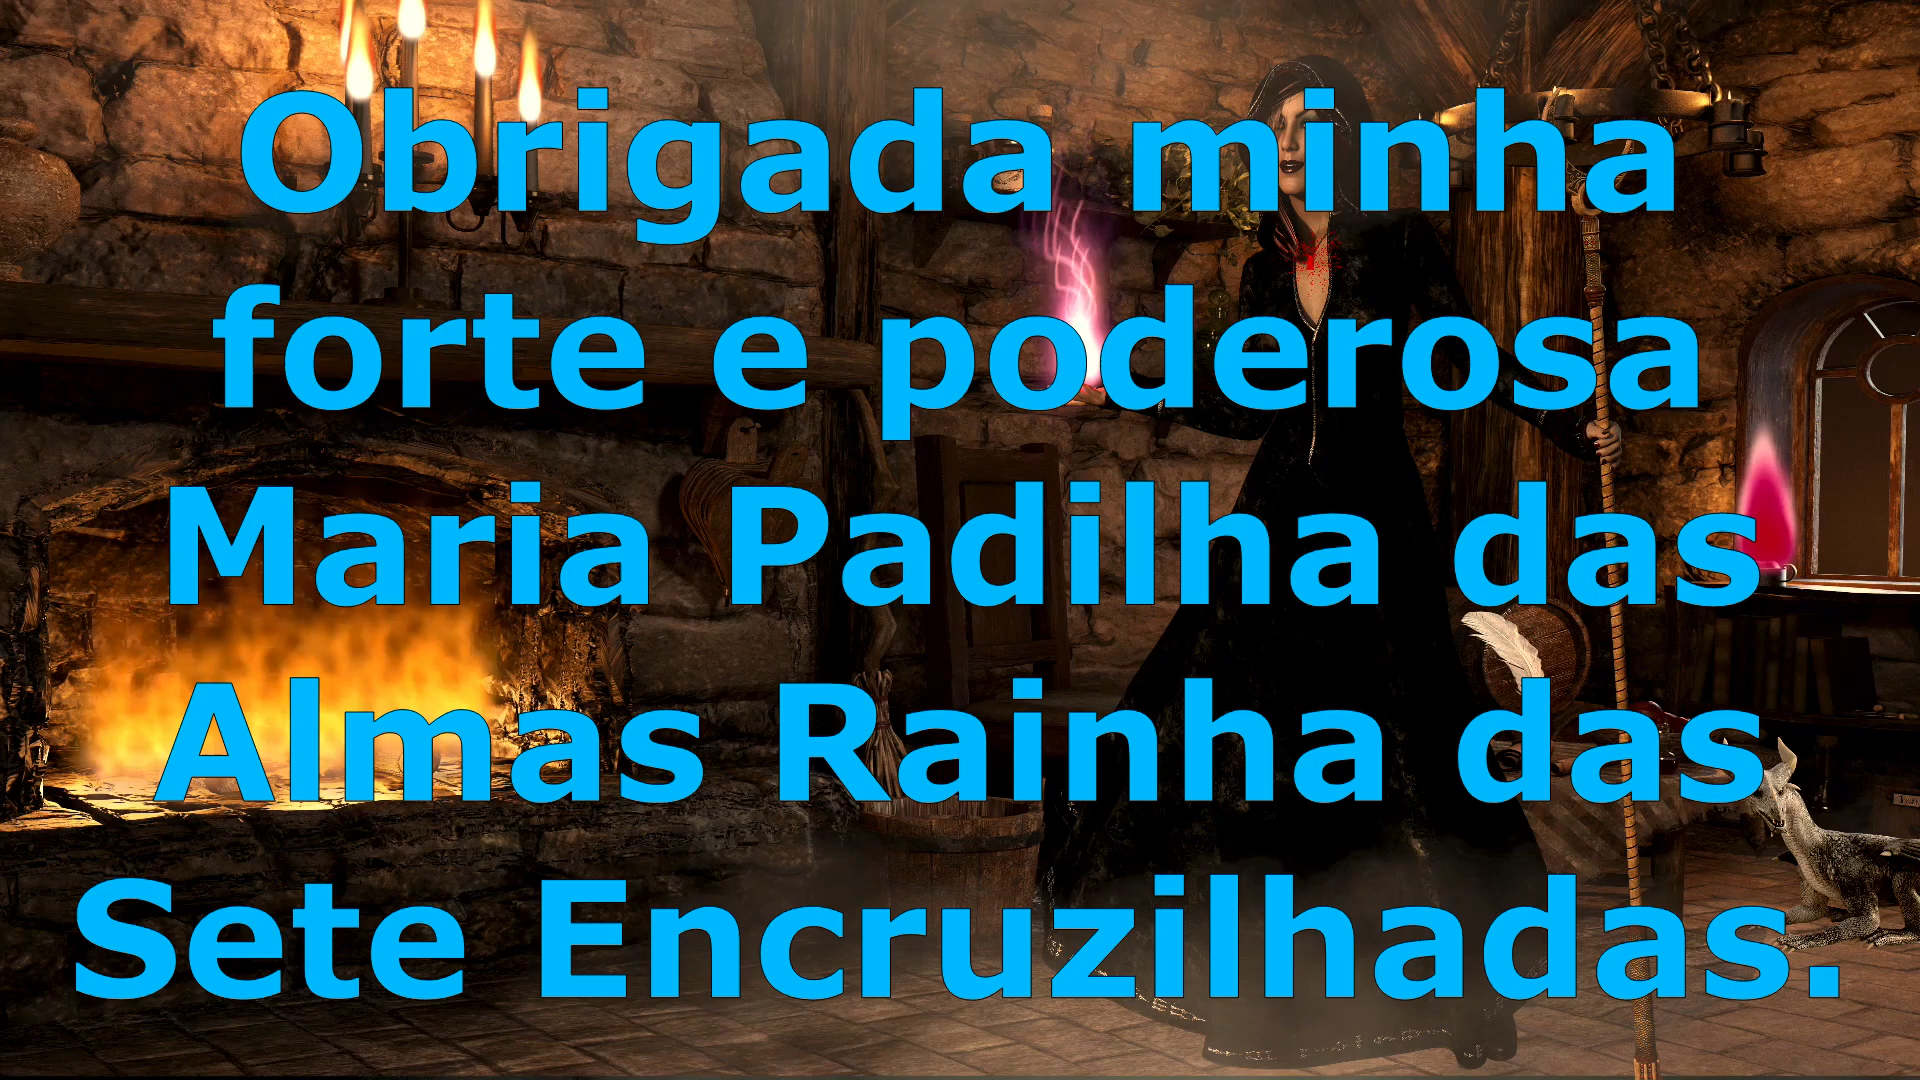 Obrigada minha
forte e poderosa
Maria Padilha das
Almas Rainha das
Sete Encruzilhadas.